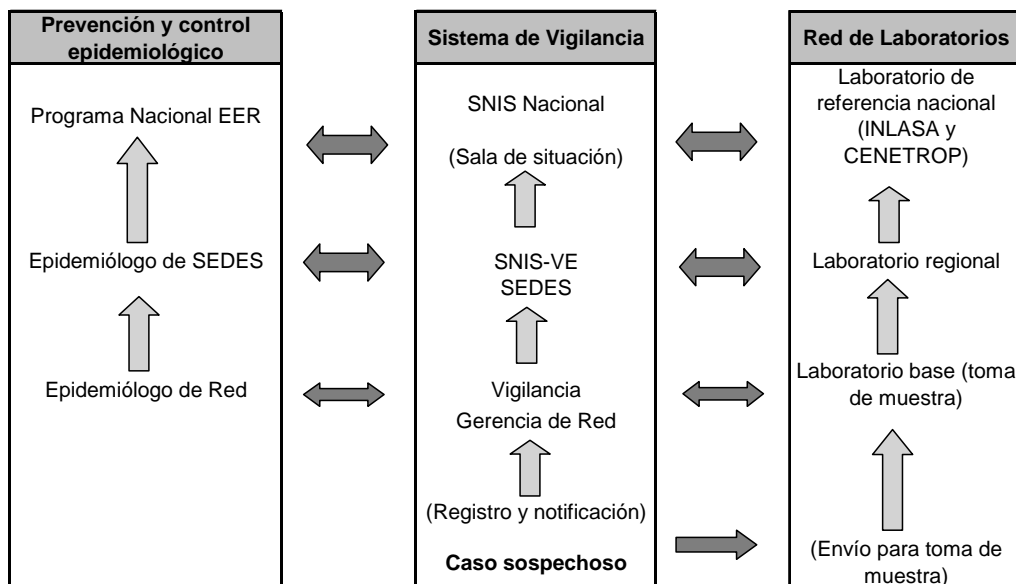 Prevención y control
epidemiológico
Programa Nacional EER
Epidemiólogo de SEDES
Epidemiólogo de Red
Sistema de Vigilancia
SNIS Nacional
(Sala de situación)
SNIS-VE
SEDES
Vigilancia
Gerencia de Red
(Registro y notificación)
Caso sospechoso
Red de Laboratorios
Laboratorio de
referencia nacional
(INLASA y
CENETROP)
Laboratorio regional
Laboratorio base (toma
de muestra)
(Envío para toma de
muestra)